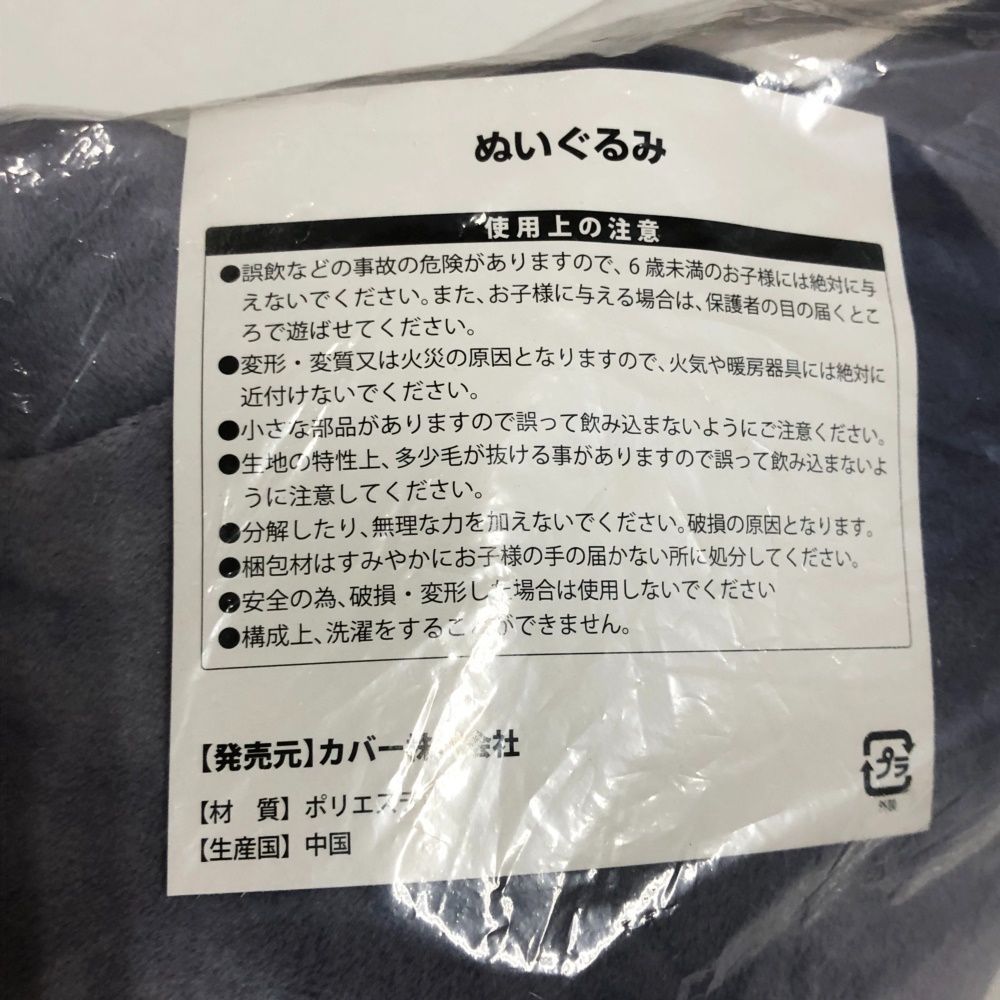 ぬいぐるみ
使用上の注意
●誤飲などの事故の危険がありますので、6歳未満のお子様には絶対に与
えないでください。また、お子様に与える場合は、保護者の目の届くとこ
ろで遊ばせてください。
●変形・変質又は火災の原因となりますので、火気や暖房器具には絶対に
近付けないでください。
●小さな部品がありますので誤って飲み込まないようにご注意ください。
●生地の特性上、多少毛が抜ける事がありますので誤って飲み込まないよ
うに注意してください。
●分解したり、無理な力を加えないでください。破損の原因となります。
●梱包材はすみやかにお子様の手の届かない所に処分してください。
●安全の為、破損・変形した場合は使用しないでください
●構成上、洗濯をすることができません。
【発売元】カバー株 会社
【材 質】ポリエス
【生産国】中国
プラ
外装